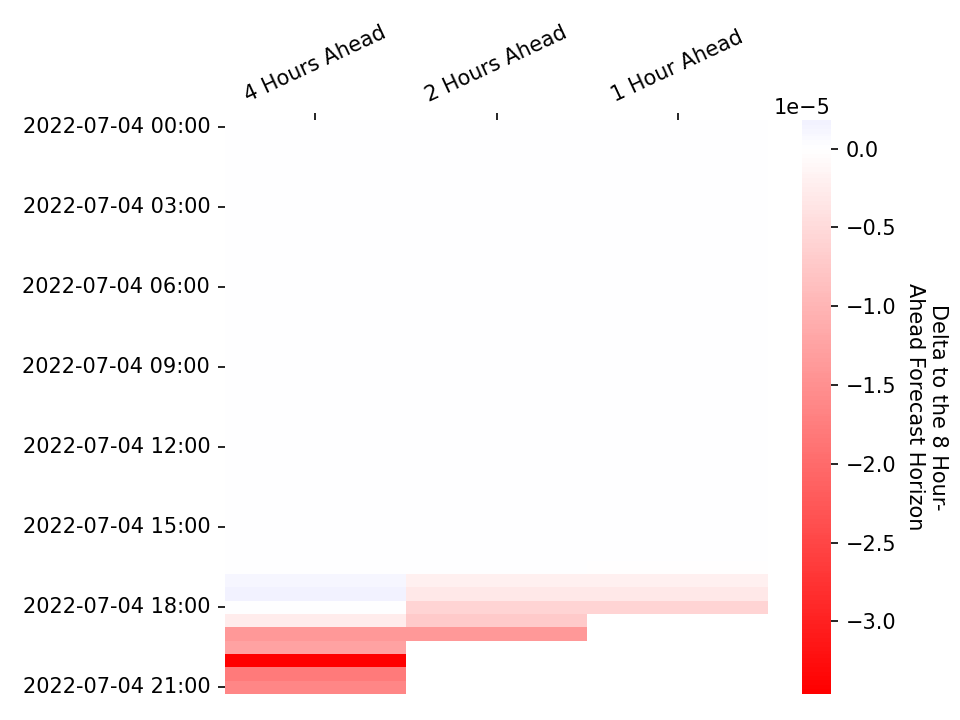 4 Hours Ahead
2 Hours Ahead
1 Hour Ahead
1e−5
2022-07-04 00:00
2022-07-04 03:00
2022-07-04 06:00
2022-07-04 09:00
2022-07-04 12:00
2022-07-04 15:00
2022-07-04 18:00
2022-07-04 21:00
0.0
−0.5
−1.0
−1.5
−2.0
−2.5
−3.0
Delta to the 8 Hour-
Ahead Forecast Horizon